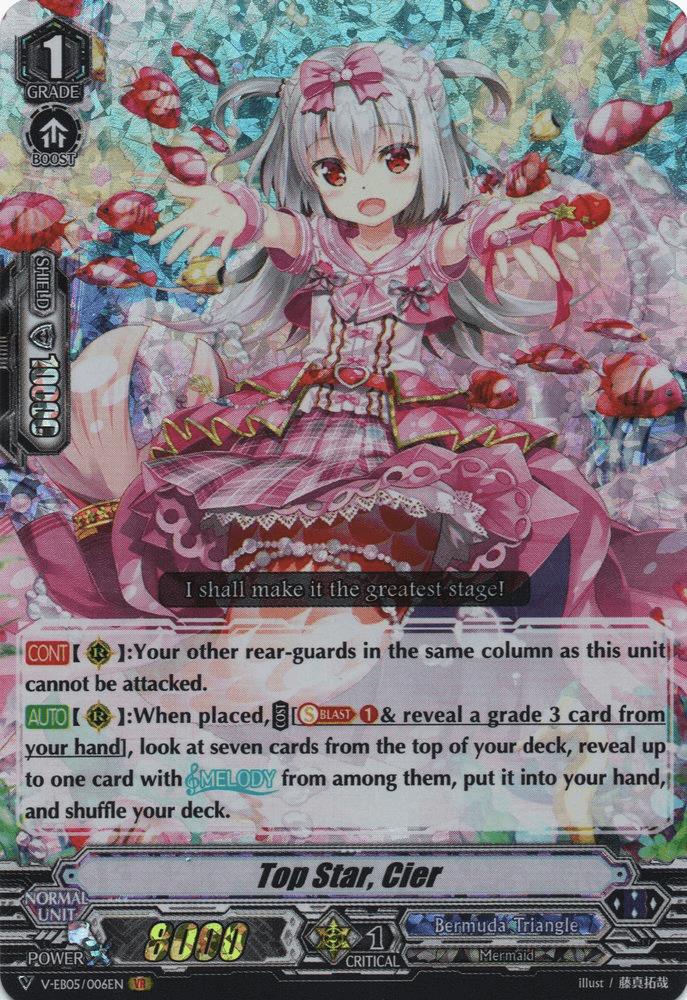 1
GRADE
BOOST
SHIELD
10000
I shall make it the greatest stage!
CONT【R】:Your other rear-guards in the same column as this unit
cannot be attacked.
AUTO【R】:When placed, COST[S BLAST 1 & reveal a grade 3 card from
your hand], look at seven cards from the top of your deck, reveal up
to one card with MELODY from among them, put it into your hand,
and shuffle your deck.
Top Star, Cier
NORMAL
UNIT
POWER
8000
1
CRITICAL
Bermuda Triangle
Mermaid
V-EB05/006EN VR
illust / 藤真拓哉